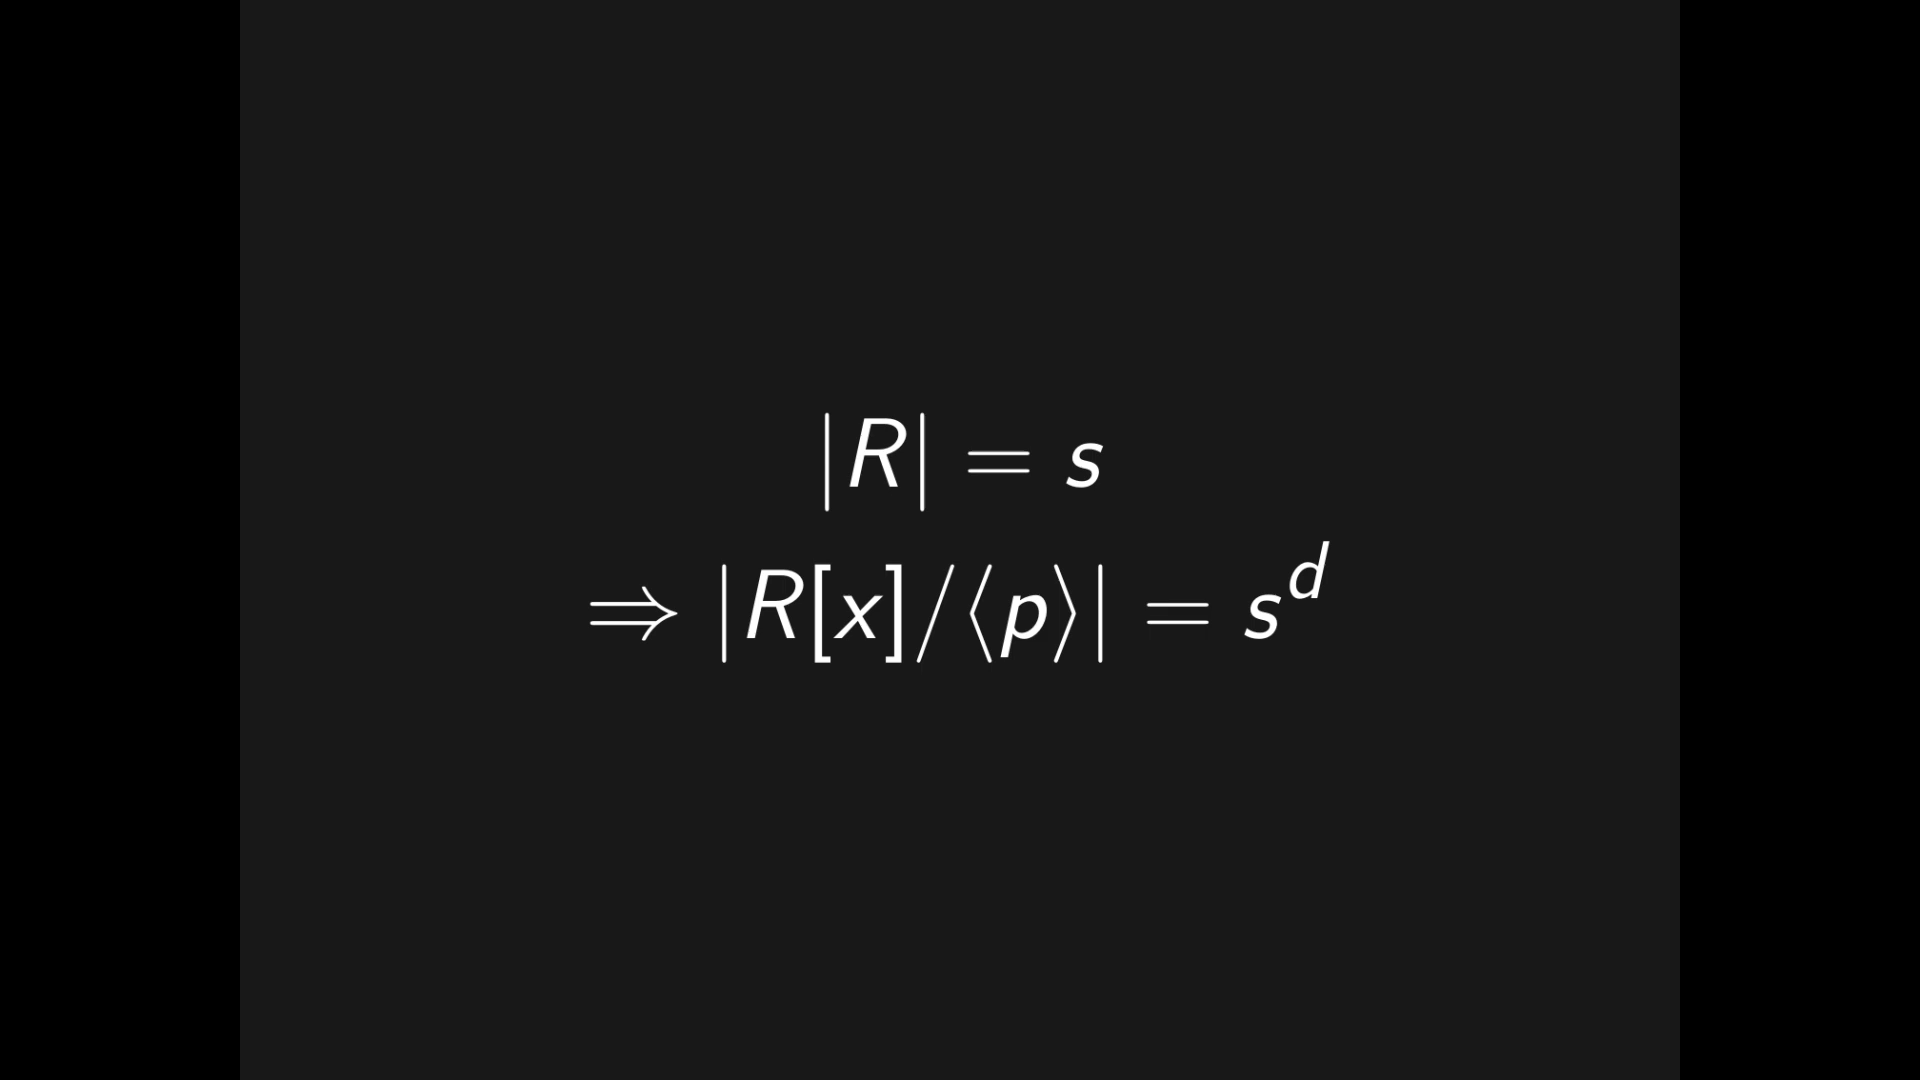 |R| = s
⇒ |R[x]/⟨p⟩| = s^d